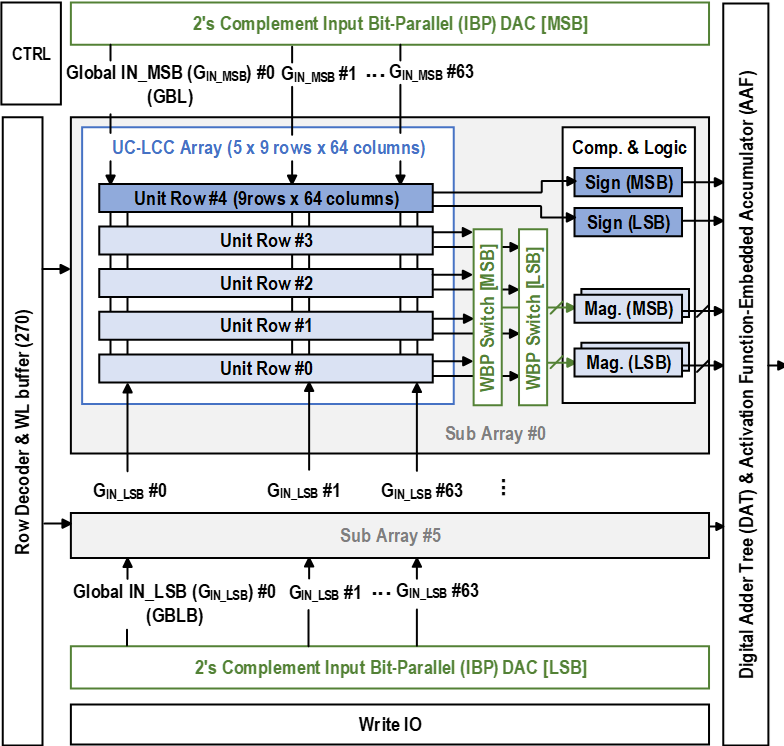 2's Complement Input Bit-Parallel (IBP) DAC [MSB]
CTRL
Global IN_MSB (GIN_MSB) #0
(GBL)
GIN_MSB #1
... GIN_MSB #63
UC-LCC Array (5 x 9 rows x 64 columns)
Comp. & Logic
Unit Row #4 (9rows x 64 columns)
Unit Row #3
Unit Row #2
Unit Row #1
Unit Row #0
WBP Switch [MSB]
WBP Switch [LSB]
Sign (MSB)
Sign (LSB)
Mag. (MSB)
Mag. (LSB)
Sub Array #0
GIN_LSB #0
GIN_LSB #1
GIN_LSB #63
⋮
Sub Array #5
Global IN_LSB (GIN_LSB) #0
(GBLB)
GIN_LSB #1
... GIN_LSB #63
2's Complement Input Bit-Parallel (IBP) DAC [LSB]
Write IO
Row Decoder & WL buffer (270)
Digital Adder Tree (DAT) & Activation Function-Embedded Accumulator (AAF)